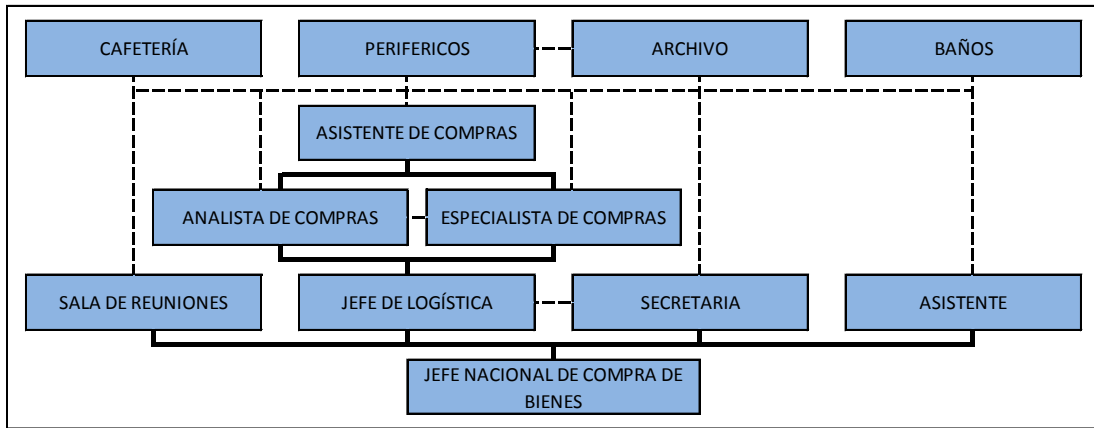 CAFETERÍA
PERIFERICOS
ARCHIVO
BAÑOS
ASISTENTE DE COMPRAS
ANALISTA DE COMPRAS
ESPECIALISTA DE COMPRAS
SALA DE REUNIONES
JEFE DE LOGÍSTICA
SECRETARIA
ASISTENTE
JEFE NACIONAL DE COMPRA DE
BIENES